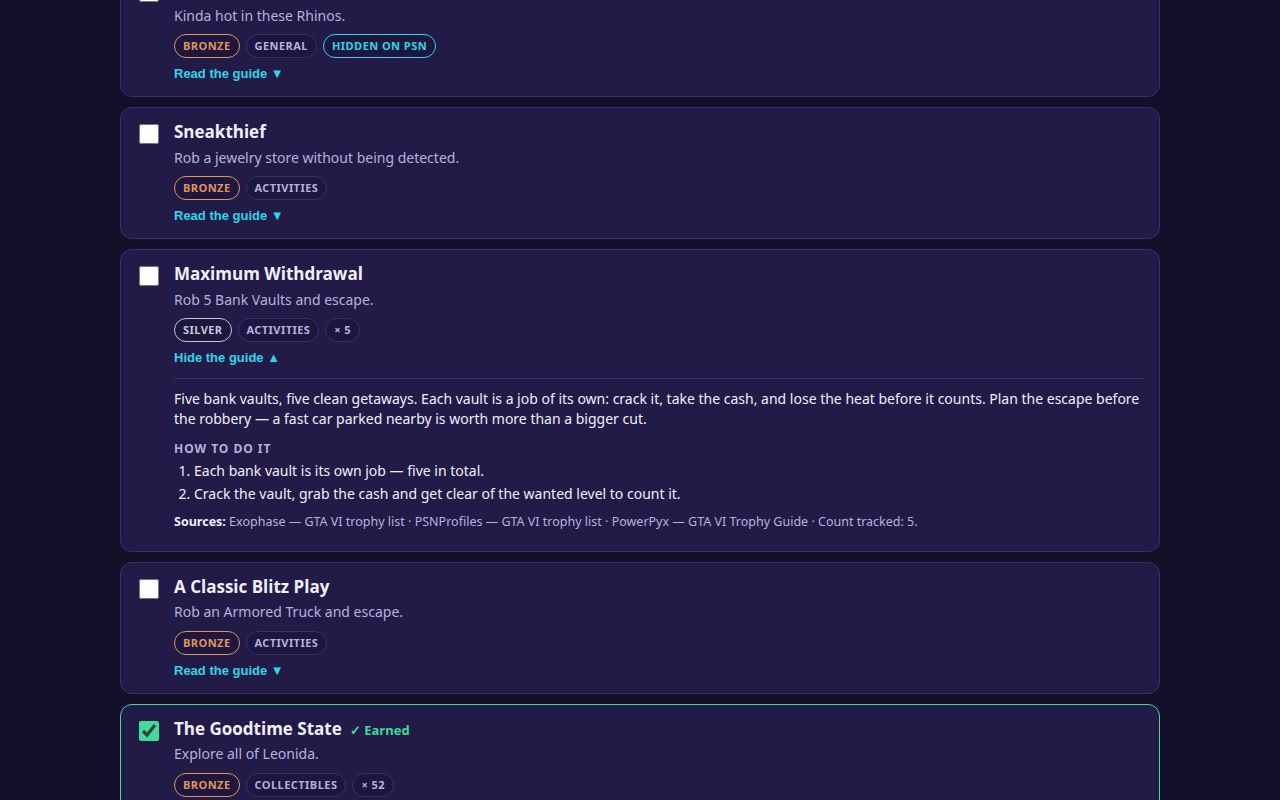 Kinda hot in these Rhinos.
BRONZE GENERAL HIDDEN ON PSN
Read the guide ▼
Sneakthief
Rob a jewelry store without being detected.
BRONZE ACTIVITIES
Read the guide ▼
Maximum Withdrawal
Rob 5 Bank Vaults and escape.
SILVER ACTIVITIES × 5
Hide the guide ▲
Five bank vaults, five clean getaways. Each vault is a job of its own: crack it, take the cash, and lose the heat before it counts. Plan the escape before
the robbery — a fast car parked nearby is worth more than a bigger cut.
HOW TO DO IT
1. Each bank vault is its own job — five in total.
2. Crack the vault, grab the cash and get clear of the wanted level to count it.
Sources: Exophase — GTA VI trophy list · PSNProfiles — GTA VI trophy list · PowerPyx — GTA VI Trophy Guide · Count tracked: 5.
A Classic Blitz Play
Rob an Armored Truck and escape.
BRONZE ACTIVITIES
Read the guide ▼
The Goodtime State ✓ Earned
Explore all of Leonida.
BRONZE COLLECTIBLES × 52